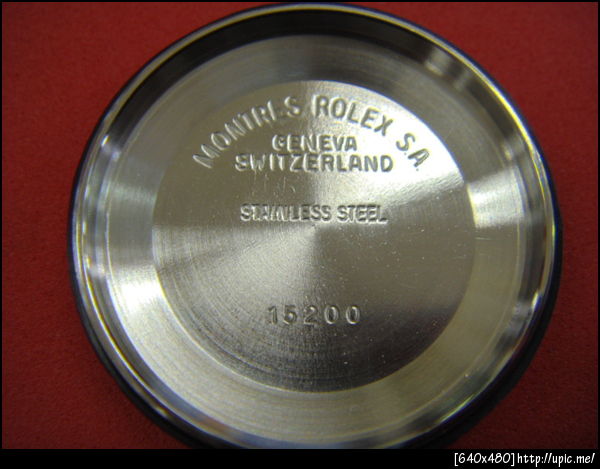 MONTRES ROLEX S.A.
GENEVA
SWITZERLAND
STAINLESS STEEL
15200
[640x480]http://upic.me/